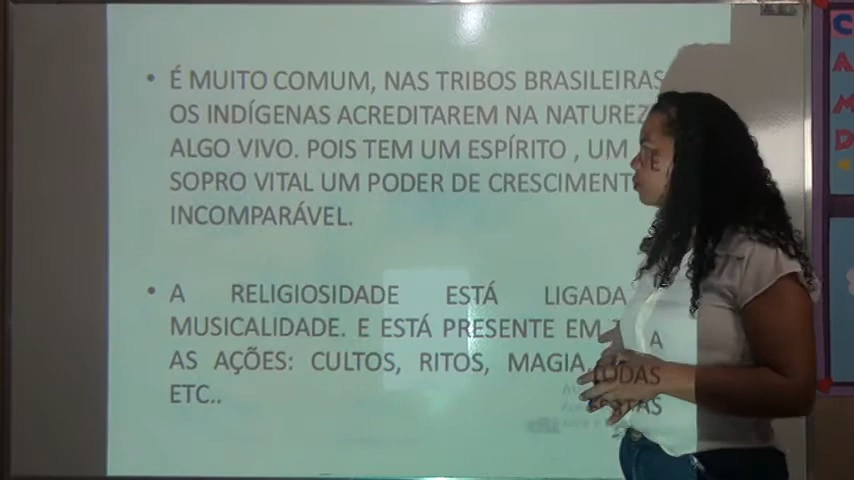 • É MUITO COMUM, NAS TRIBOS BRASILEIRAS
OS INDÍGENAS ACREDITAREM NA NATUREZ E
ALGO VIVO. POIS TEM UM ESPÍRITO , UM
SOPRO VITAL UM PODER DE CRESCIMENT
INCOMPARÁVEL.
• A RELIGIOSIDADE ESTÁ LIGADA A
MUSICALIDADE. E ESTÁ PRESENTE EM TODAS
AS AÇÕES: CULTOS, RITOS, MAGIA,
ETC..
C
A
M
D